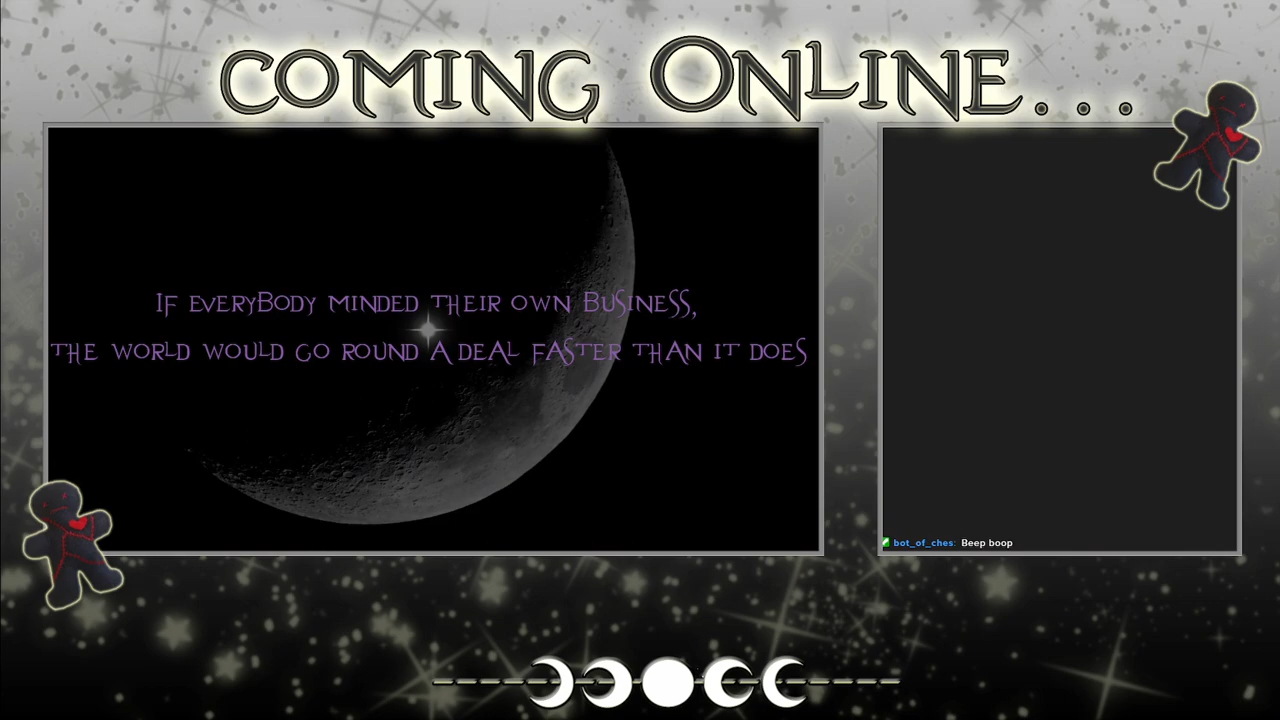 COMING ONLINE...
IF EVERYBODY MINDED THEIR OWN BUSINESS,
THE WORLD WOULD GO ROUND A DEAL FASTER THAN IT DOES
bot_of_ches: Beep boop